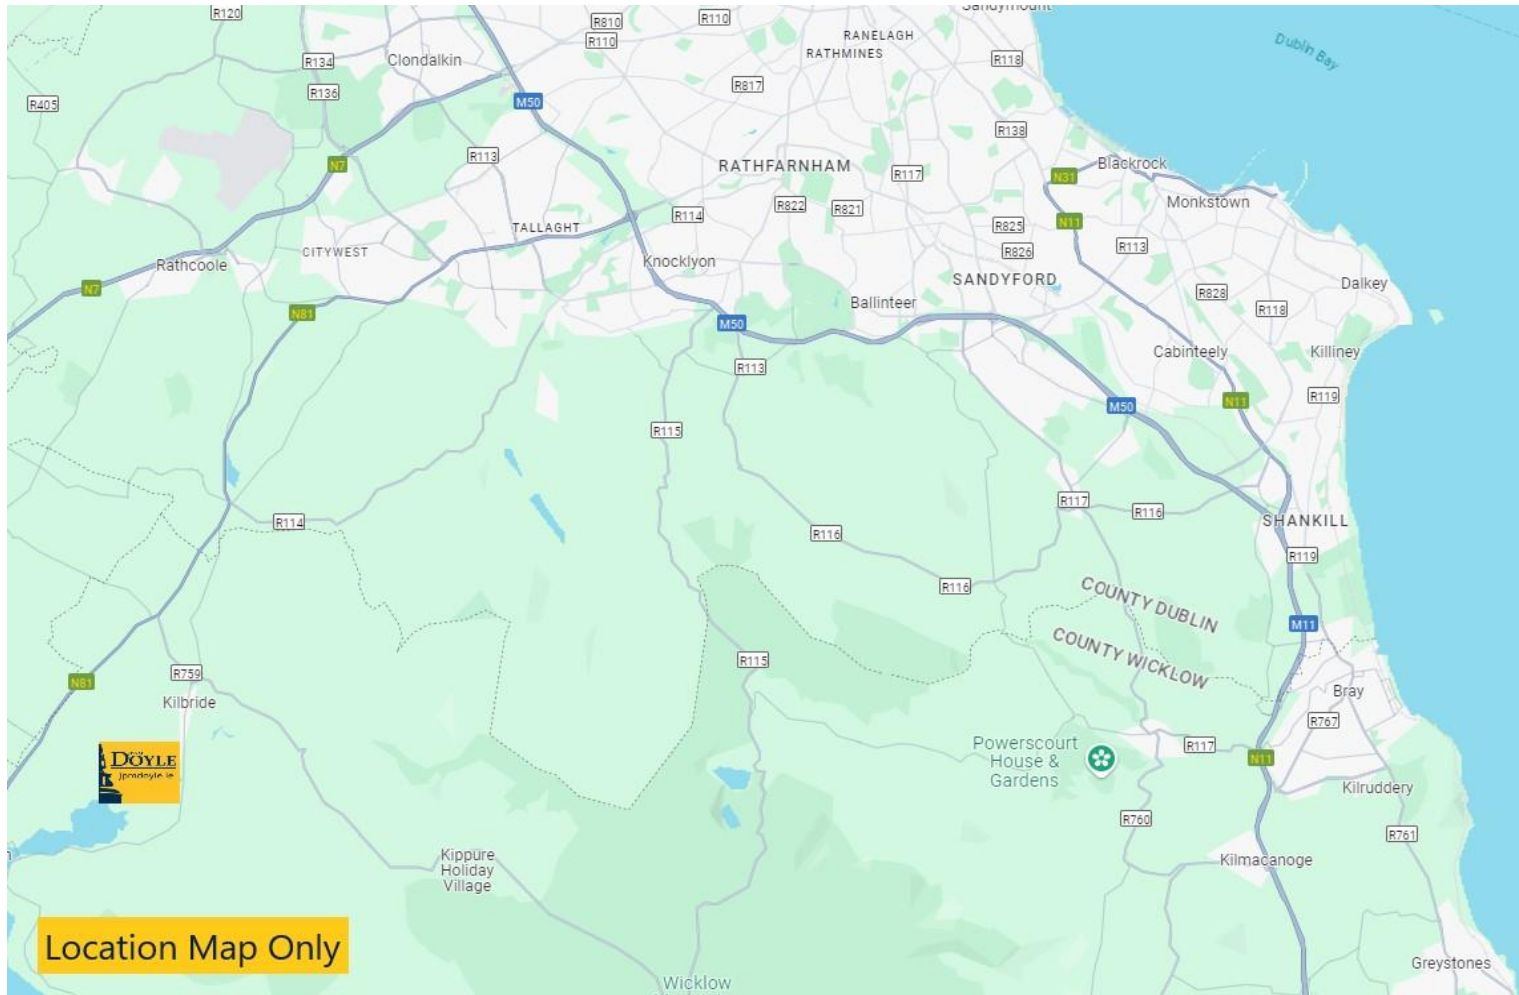 Sandymount
R120
R810
R110
R110
RANELAGH
RATHMINES
Dublin Bay
R134
Clondalkin
R118
R136
R817
R405
M50
R138
R113
N7
RATHFARNHAM
Blackrock
R117
N31
R822
R821
Monkstown
R114
TALLAGHT
R825
N11
R826
R113
CITYWEST
Rathcoole
Knocklyon
SANDYFORD
Dalkey
N7
R828
Ballinteer
R118
N81
M50
Cabinteely
Killiney
R113
R119
M50
N11
R115
R117
R116
SHANKILL
R114
R116
R119
R116
COUNTY DUBLIN
COUNTY WICKLOW
M11
R115
R759
N81
Kilbride
Bray
R767
Powerscourt
House &
Gardens
R117
N11
DOYLE
jpmdoyle.ie
Kilruddery
R760
R761
Kippure
Holiday
Village
Kilmacanoge
Location Map Only
Greystones
Wicklow